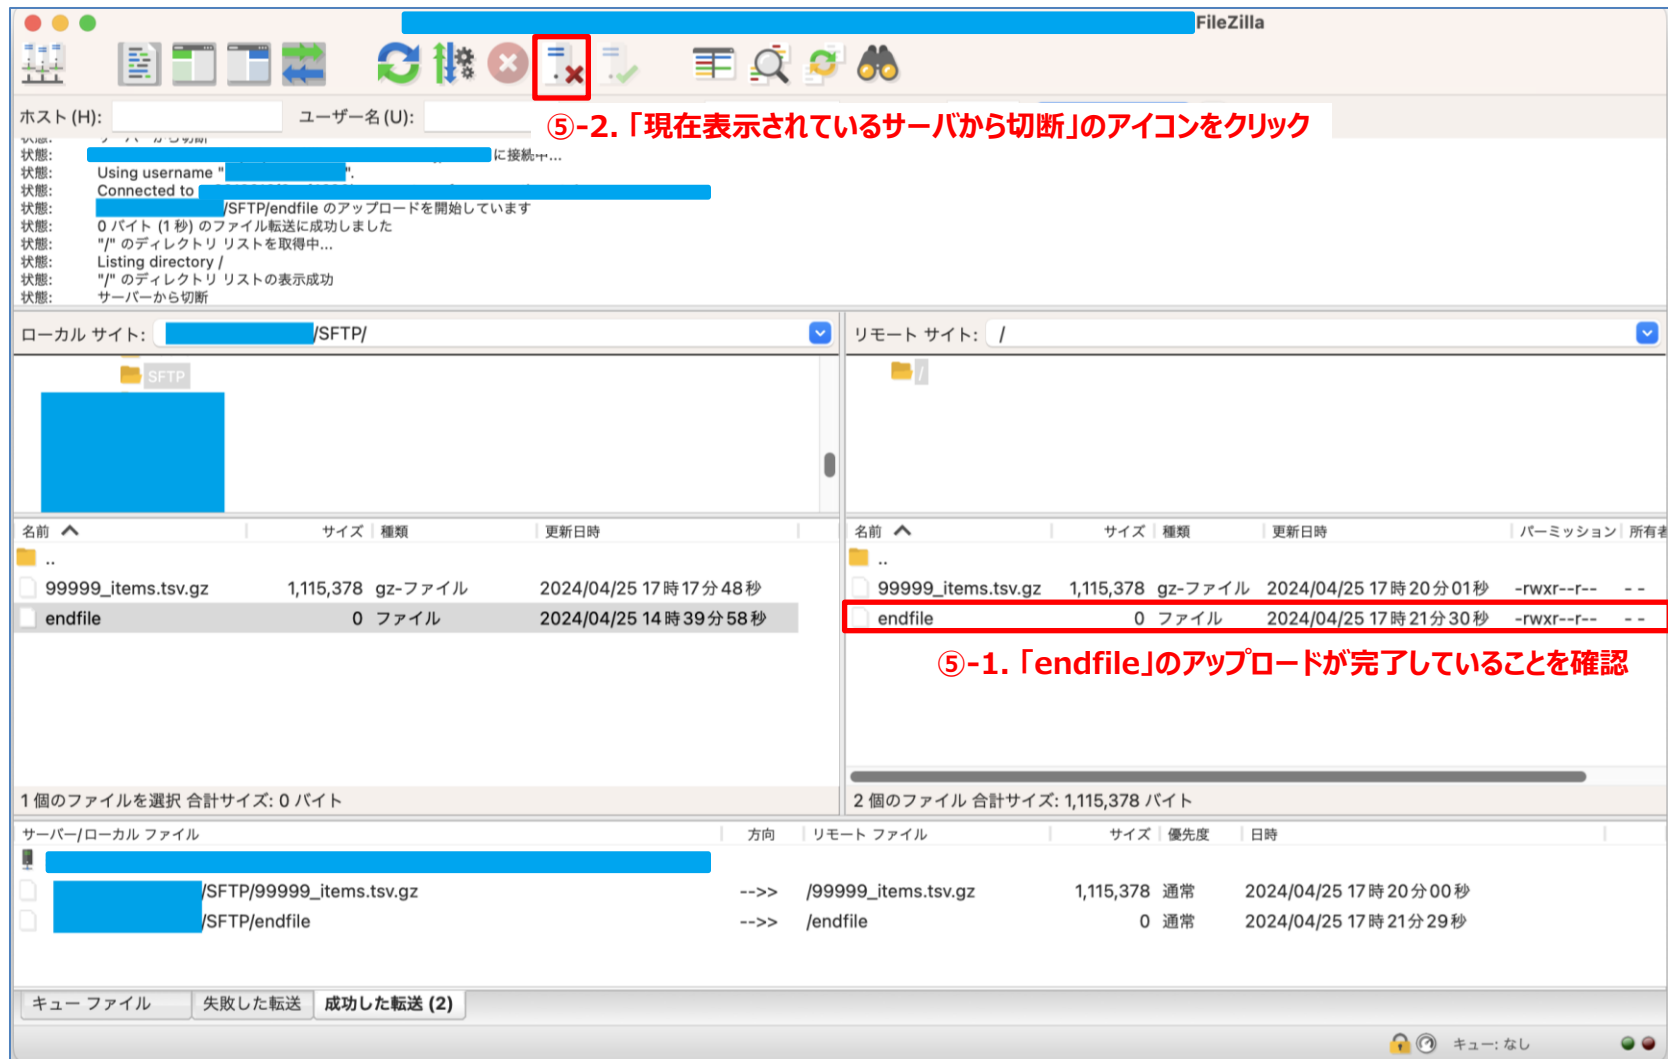 FileZilla
ホスト(H): ユーザー名(U):
⑤-2. 「現在表示されているサーバから切断」のアイコンをクリック
状態: サーバーから切断
状態: に接続中...
状態: Using username " ".
状態: Connected to
状態: /SFTP/endfile のアップロードを開始しています
状態: 0 バイト (1 秒) のファイル転送に成功しました
状態: "/" のディレクトリ リストを取得中...
状態: Listing directory /
状態: "/" のディレクトリ リストの表示成功
状態: サーバーから切断
ローカル サイト: /SFTP/
SFTP
リモート サイト: /
/
名前 サイズ 種類 更新日時
..
99999_items.tsv.gz 1,115,378 gz-ファイル 2024/04/25 17時17分48秒
endfile 0 ファイル 2024/04/25 14時39分58秒
1 個のファイルを選択 合計サイズ: 0 バイト
名前 サイズ 種類 更新日時 パーミッション 所有者
..
99999_items.tsv.gz 1,115,378 gz-ファイル 2024/04/25 17時20分01秒 -rwxr--r-- - -
endfile 0 ファイル 2024/04/25 17時21分30秒 -rwxr--r-- - -
⑤-1. 「endfile」のアップロードが完了していることを確認
2 個のファイル 合計サイズ: 1,115,378 バイト
サーバー/ローカル ファイル 方向 リモート ファイル サイズ 優先度 日時
/SFTP/99999_items.tsv.gz -->> /99999_items.tsv.gz 1,115,378 通常 2024/04/25 17時20分00秒
/SFTP/endfile -->> /endfile 0 通常 2024/04/25 17時21分29秒
キュー ファイル 失敗した転送 成功した転送 (2)
キュー: なし